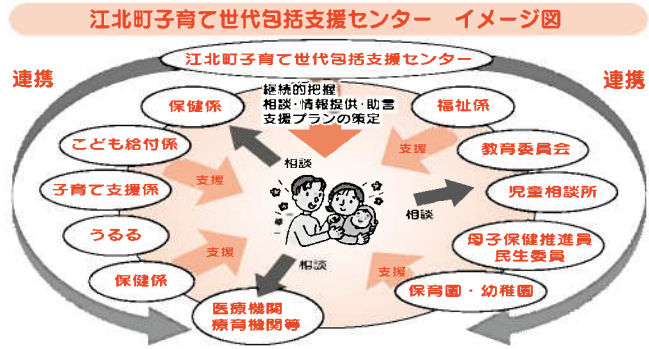 江北町子育て世代包括支援センター　イメージ図
江北町子育て世代包括支援センター
連携
連携
継続的把握
相談・情報提供・助言
支援プランの策定
保健係
福祉係
こども給付係
教育委員会
子育て支援係
児童相談所
うるる
母子保健推進員
民生委員
保健係
保育園・幼稚園
医療機関
療育機関等
相談
支援
支援
相談
支援
相談
支援